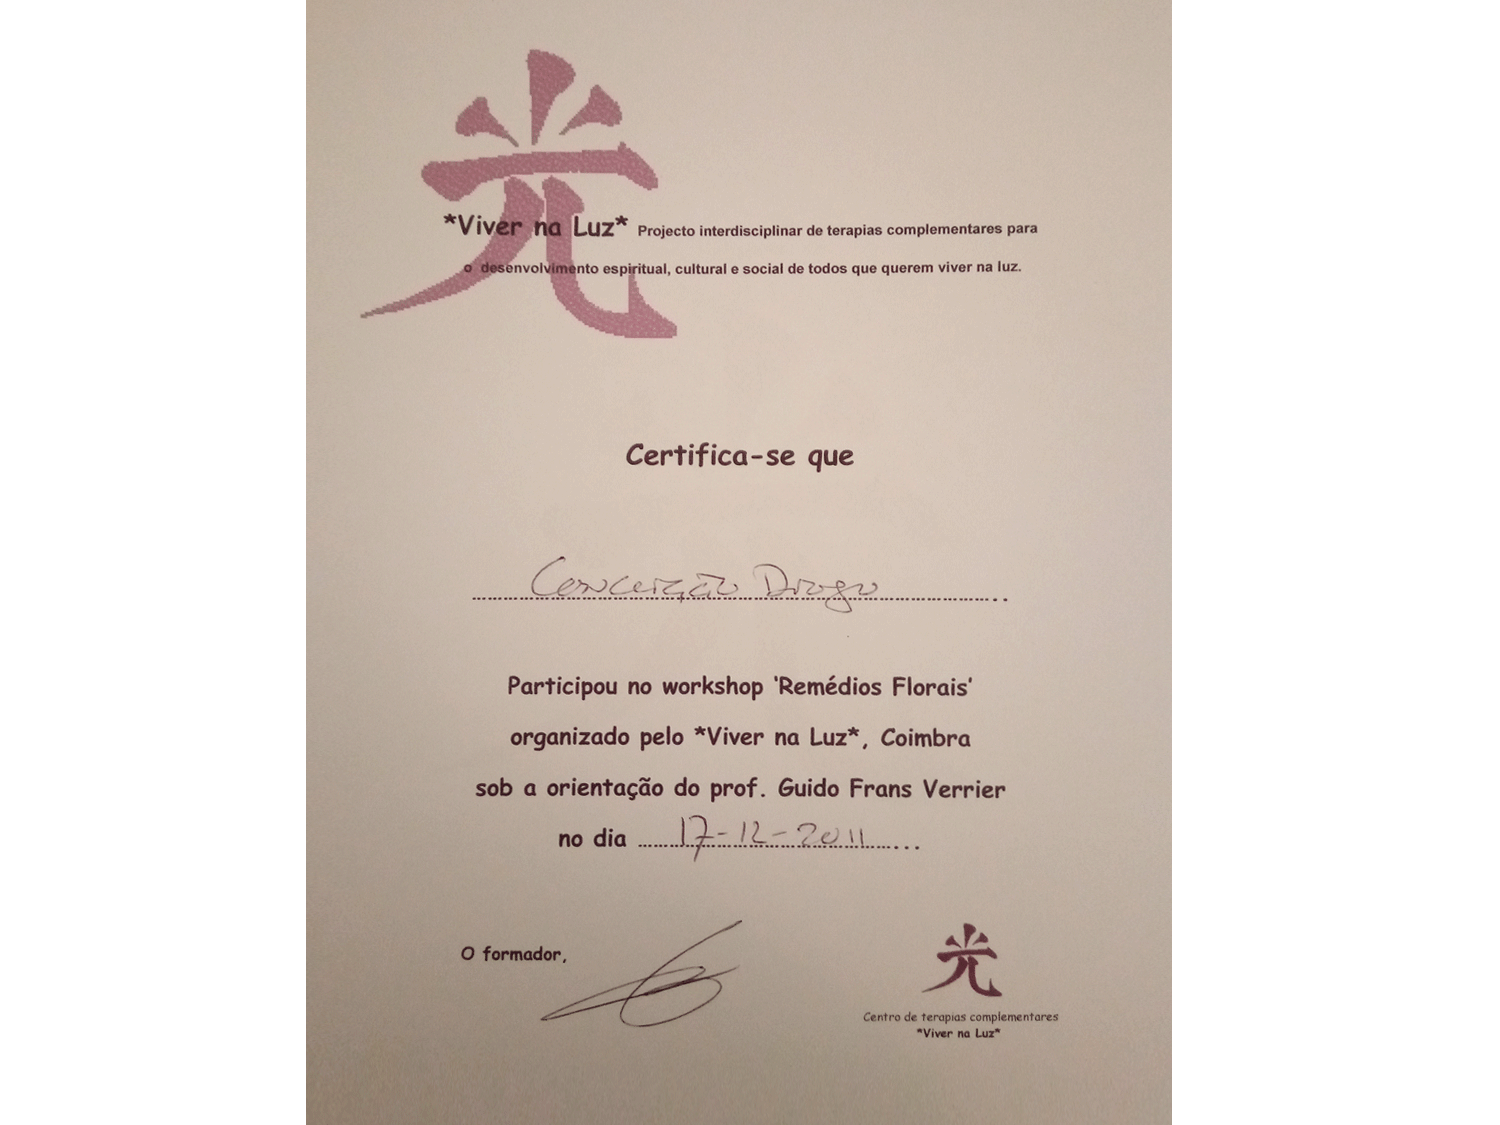 光
*Viver na Luz* Projecto interdisciplinar de terapias complementares para
o desenvolvimento espiritual, cultural e social de todos que querem viver na luz.
Certifica-se que
Conceição Diogo
Participou no workshop ‘Remédios Florais’
organizado pelo *Viver na Luz*, Coimbra
sob a orientação do prof. Guido Frans Verrier
no dia 17-12-2011
O formador,
光
Centro de terapias complementares
*Viver na Luz*